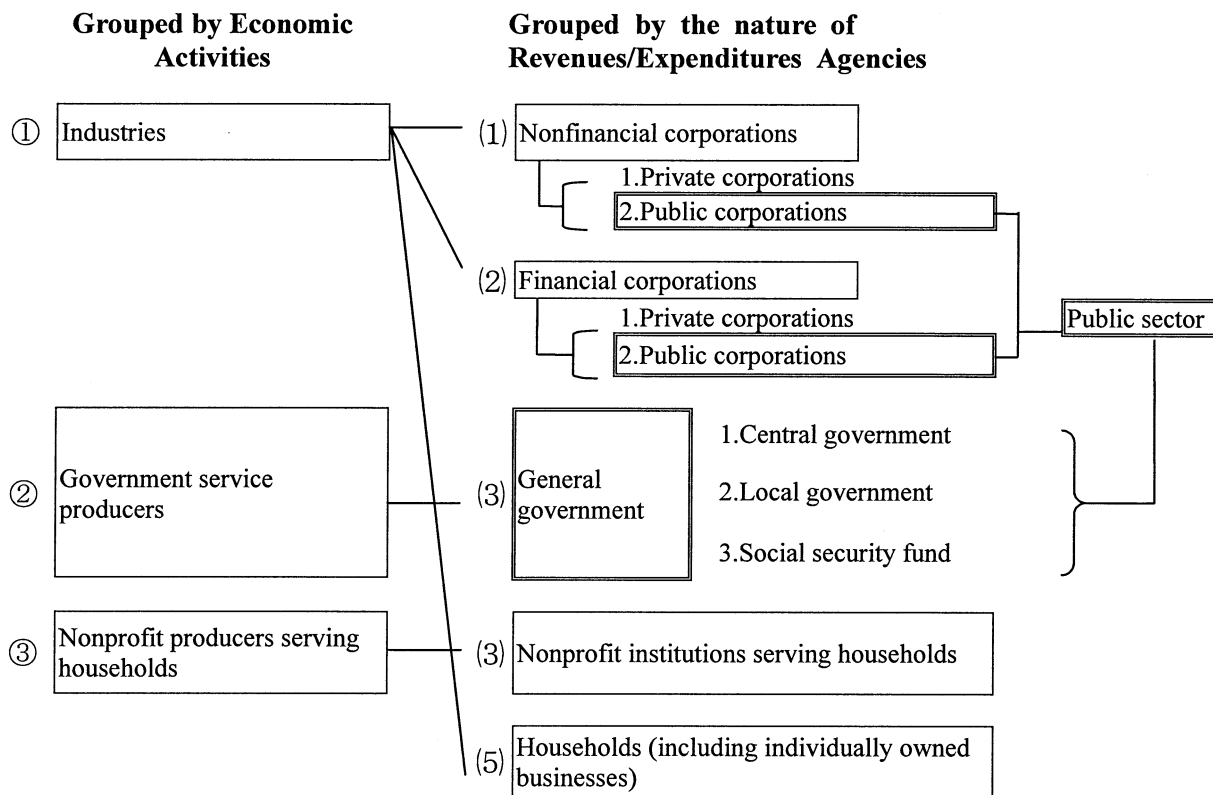 Grouped by Economic
Activities
Grouped by the nature of
Revenues/Expenditures Agencies
① Industries
(1) Nonfinancial corporations
1.Private corporations
2.Public corporations
(2) Financial corporations
1.Private corporations
2.Public corporations
Public sector
② Government service
producers
(3) General
government
1.Central government
2.Local government
3.Social security fund
③ Nonprofit producers serving
households
(3) Nonprofit institutions serving households
(5) Households (including individually owned
businesses)